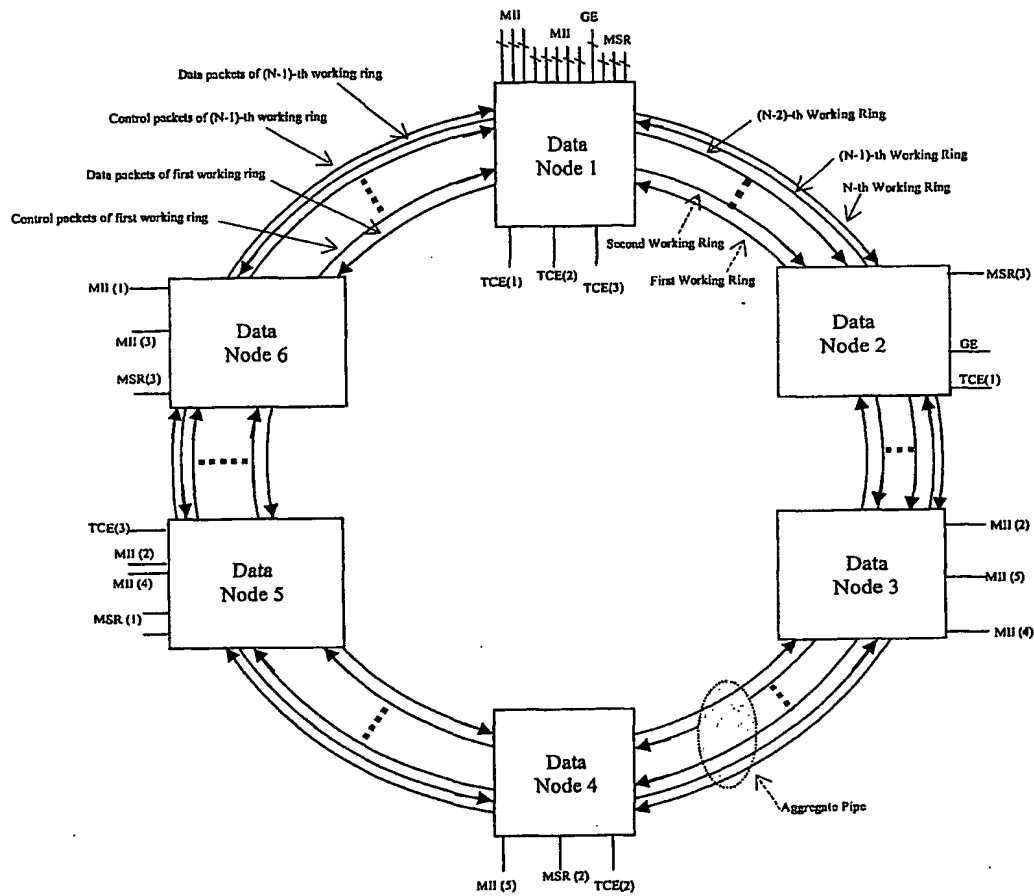 MII
GE
MII
MSR
Data packets of (N-1)-th working ring
Control packets of (N-1)-th working ring
Data packets of first working ring
Control packets of first working ring
Data
Node 1
(N-2)-th Working Ring
(N-1)-th Working Ring
N-th Working Ring
Second Working Ring
First Working Ring
TCE(1)
TCE(2)
TCE(3)
MII (1)
MII (3)
MSR(3)
Data
Node 6
Data
Node 2
MSR(3)
GE
TCE(1)
TCE(3)
MII (2)
MII (4)
MSR (1)
Data
Node 5
Data
Node 3
MII (2)
MII (5)
MII (4)
Data
Node 4
Aggregato Pipe
MII (5)
MSR (2)
TCE(2)